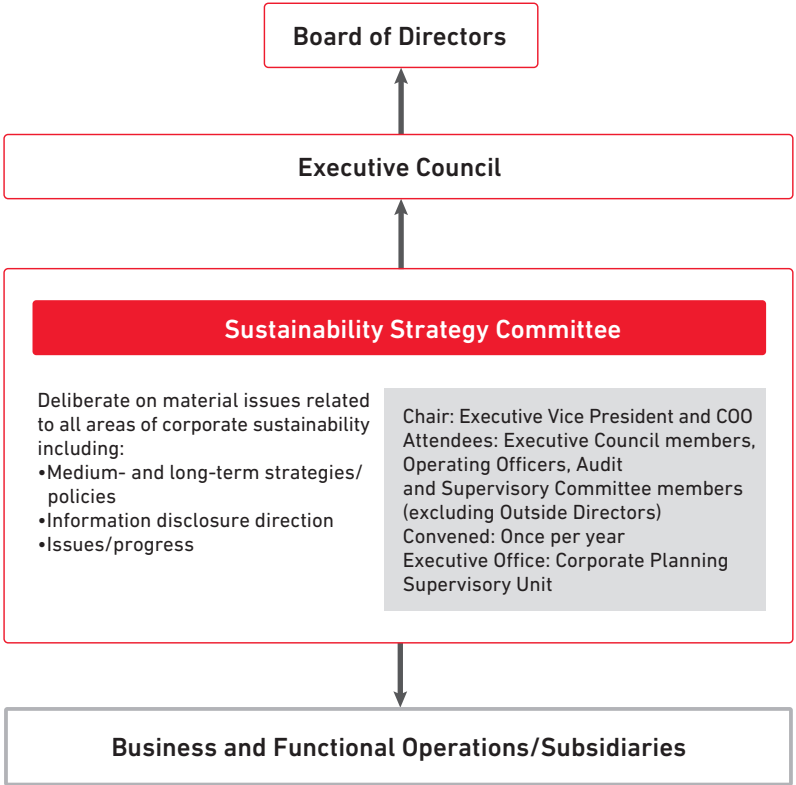 Board of Directors
Executive Council
Sustainability Strategy Committee
Deliberate on material issues related
to all areas of corporate sustainability
including:
•Medium- and long-term strategies/
policies
•Information disclosure direction
•Issues/progress
Chair: Executive Vice President and COO
Attendees: Executive Council members,
Operating Officers, Audit
and Supervisory Committee members
(excluding Outside Directors)
Convened: Once per year
Executive Office: Corporate Planning
Supervisory Unit
Business and Functional Operations/Subsidiaries